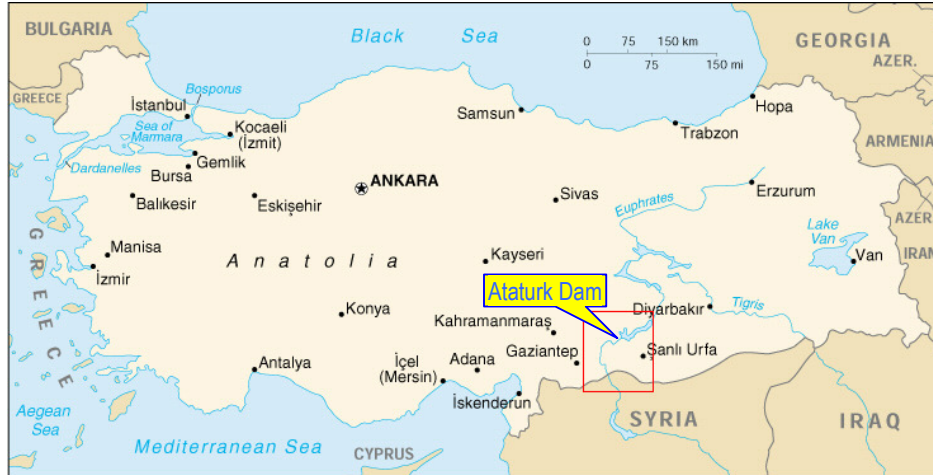 BULGARIA
Black Sea
0 75 150 km
0 75 150 mi
GEORGIA
AZER.
GREECE
Bosporus
İstanbul
Sea of
Marmara
Kocaeli
(İzmit)
Samsun
Hopa
Trabzon
ARMENIA
Dardanelles
Gemlik
Bursa
ANKARA
Balıkesir
Eskişehir
Sivas
Euphrates
Erzurum
AZER.
Lake
Van
Van
IRAN
GREECE
Manisa
İzmir
Anatolia
Kayseri
Ataturk Dam
Diyarbakır
Tigris
Konya
Kahramanmaraş
Gaziantep
Şanlı Urfa
Antalya
İçel
(Mersin)
Adana
İskenderun
Aegean
Sea
Mediterranean Sea
CYPRUS
SYRIA
IRAQ